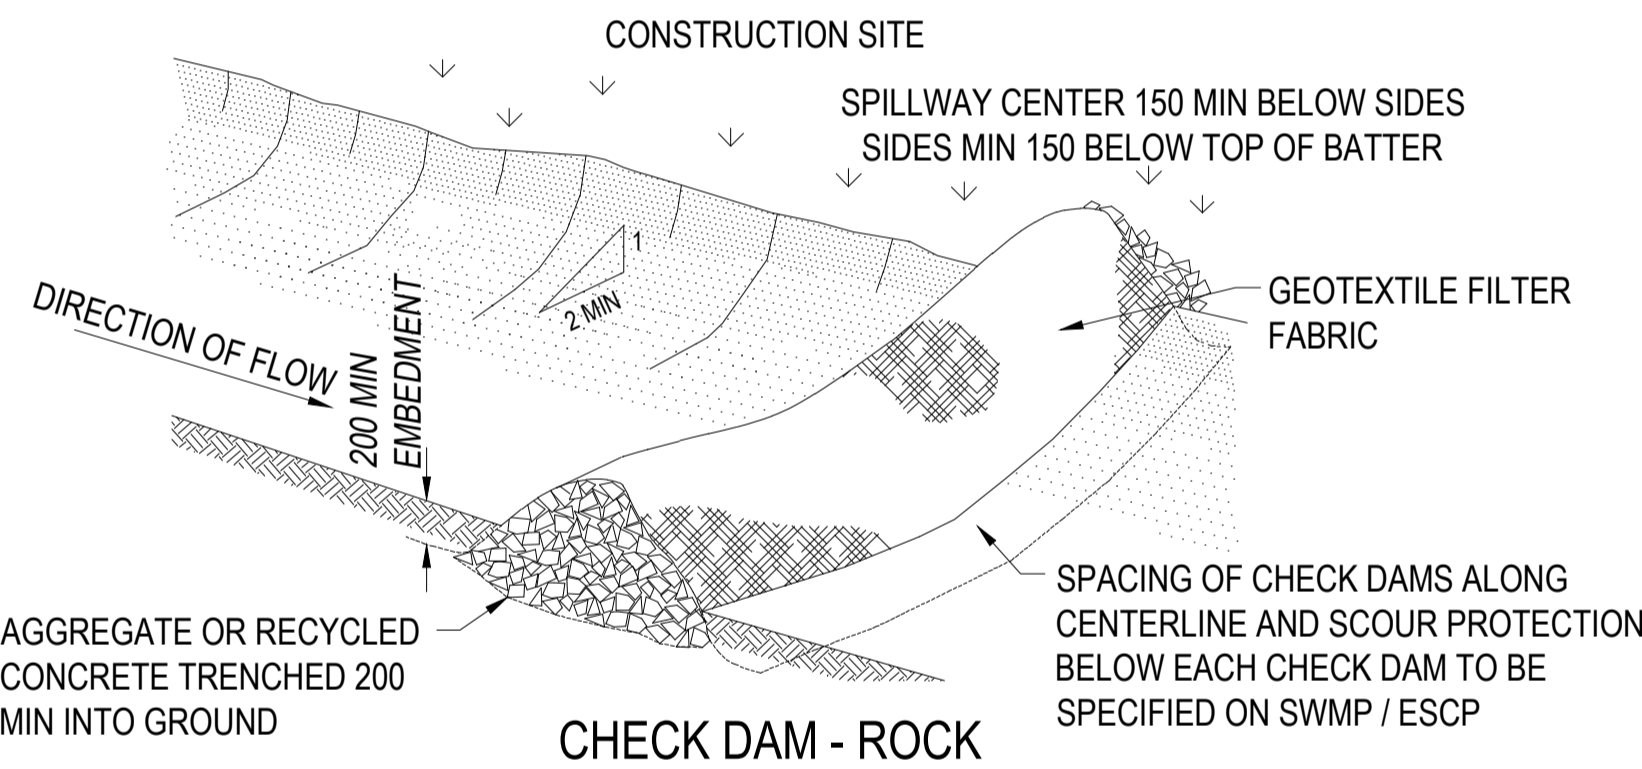 CONSTRUCTION SITE
SPILLWAY CENTER 150 MIN BELOW SIDES
SIDES MIN 150 BELOW TOP OF BATTER
1
2 MIN
DIRECTION OF FLOW
200 MIN
EMBEDMENT
GEOTEXTILE FILTER
FABRIC
AGGREGATE OR RECYCLED
CONCRETE TRENCHED 200
MIN INTO GROUND
SPACING OF CHECK DAMS ALONG
CENTERLINE AND SCOUR PROTECTION
BELOW EACH CHECK DAM TO BE
SPECIFIED ON SWMP / ESCP
CHECK DAM - ROCK